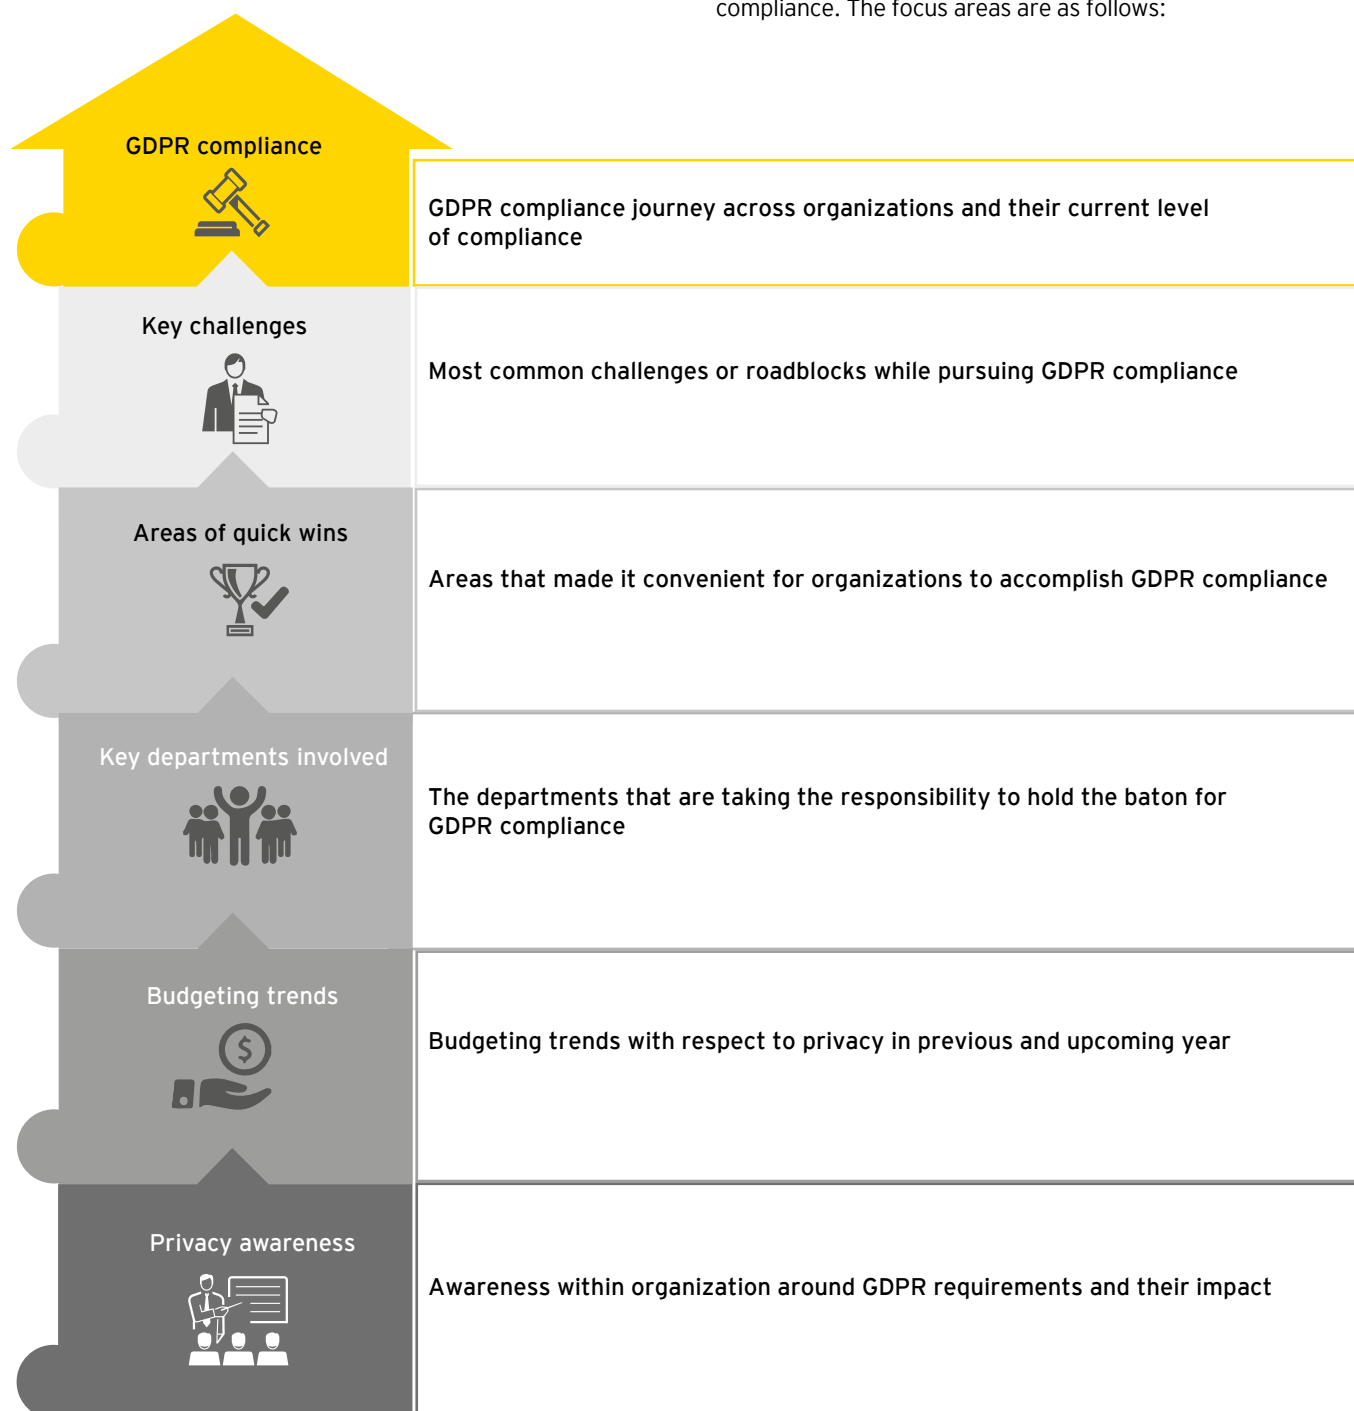 compliance. The focus areas are as follows:
GDPR compliance
GDPR compliance journey across organizations and their current level
of compliance
Key challenges
Most common challenges or roadblocks while pursuing GDPR compliance
Areas of quick wins
Areas that made it convenient for organizations to accomplish GDPR compliance
Key departments involved
The departments that are taking the responsibility to hold the baton for
GDPR compliance
Budgeting trends
$
Budgeting trends with respect to privacy in previous and upcoming year
Privacy awareness
Awareness within organization around GDPR requirements and their impact